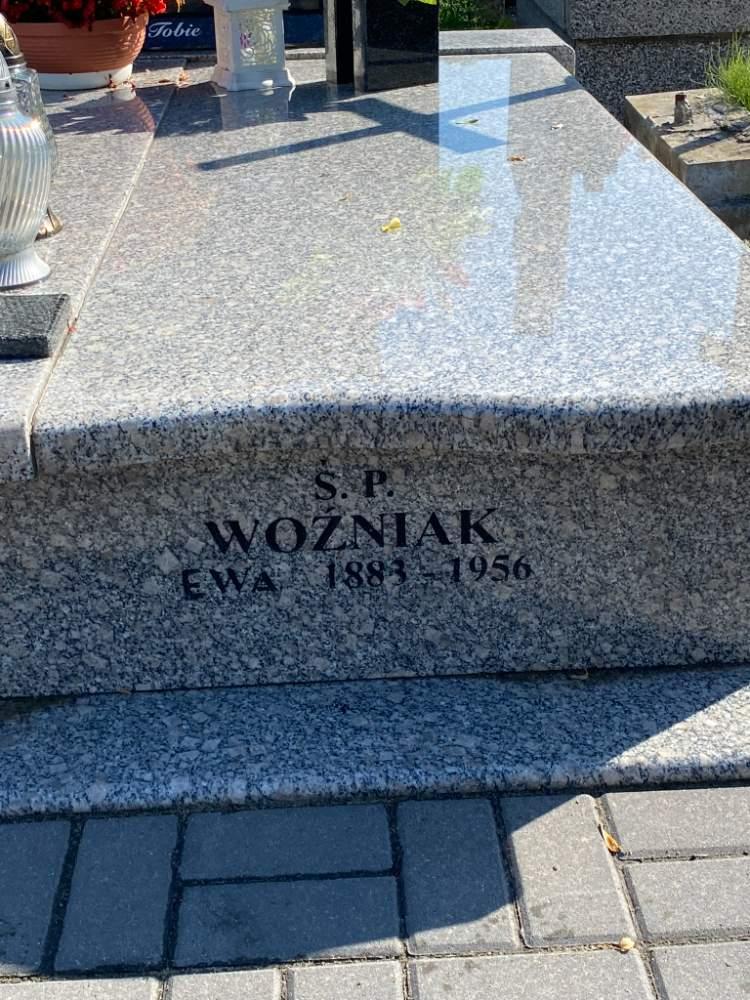 Tobie
Ś. P.
WOŹNIAK
EWA 1883 - 1956